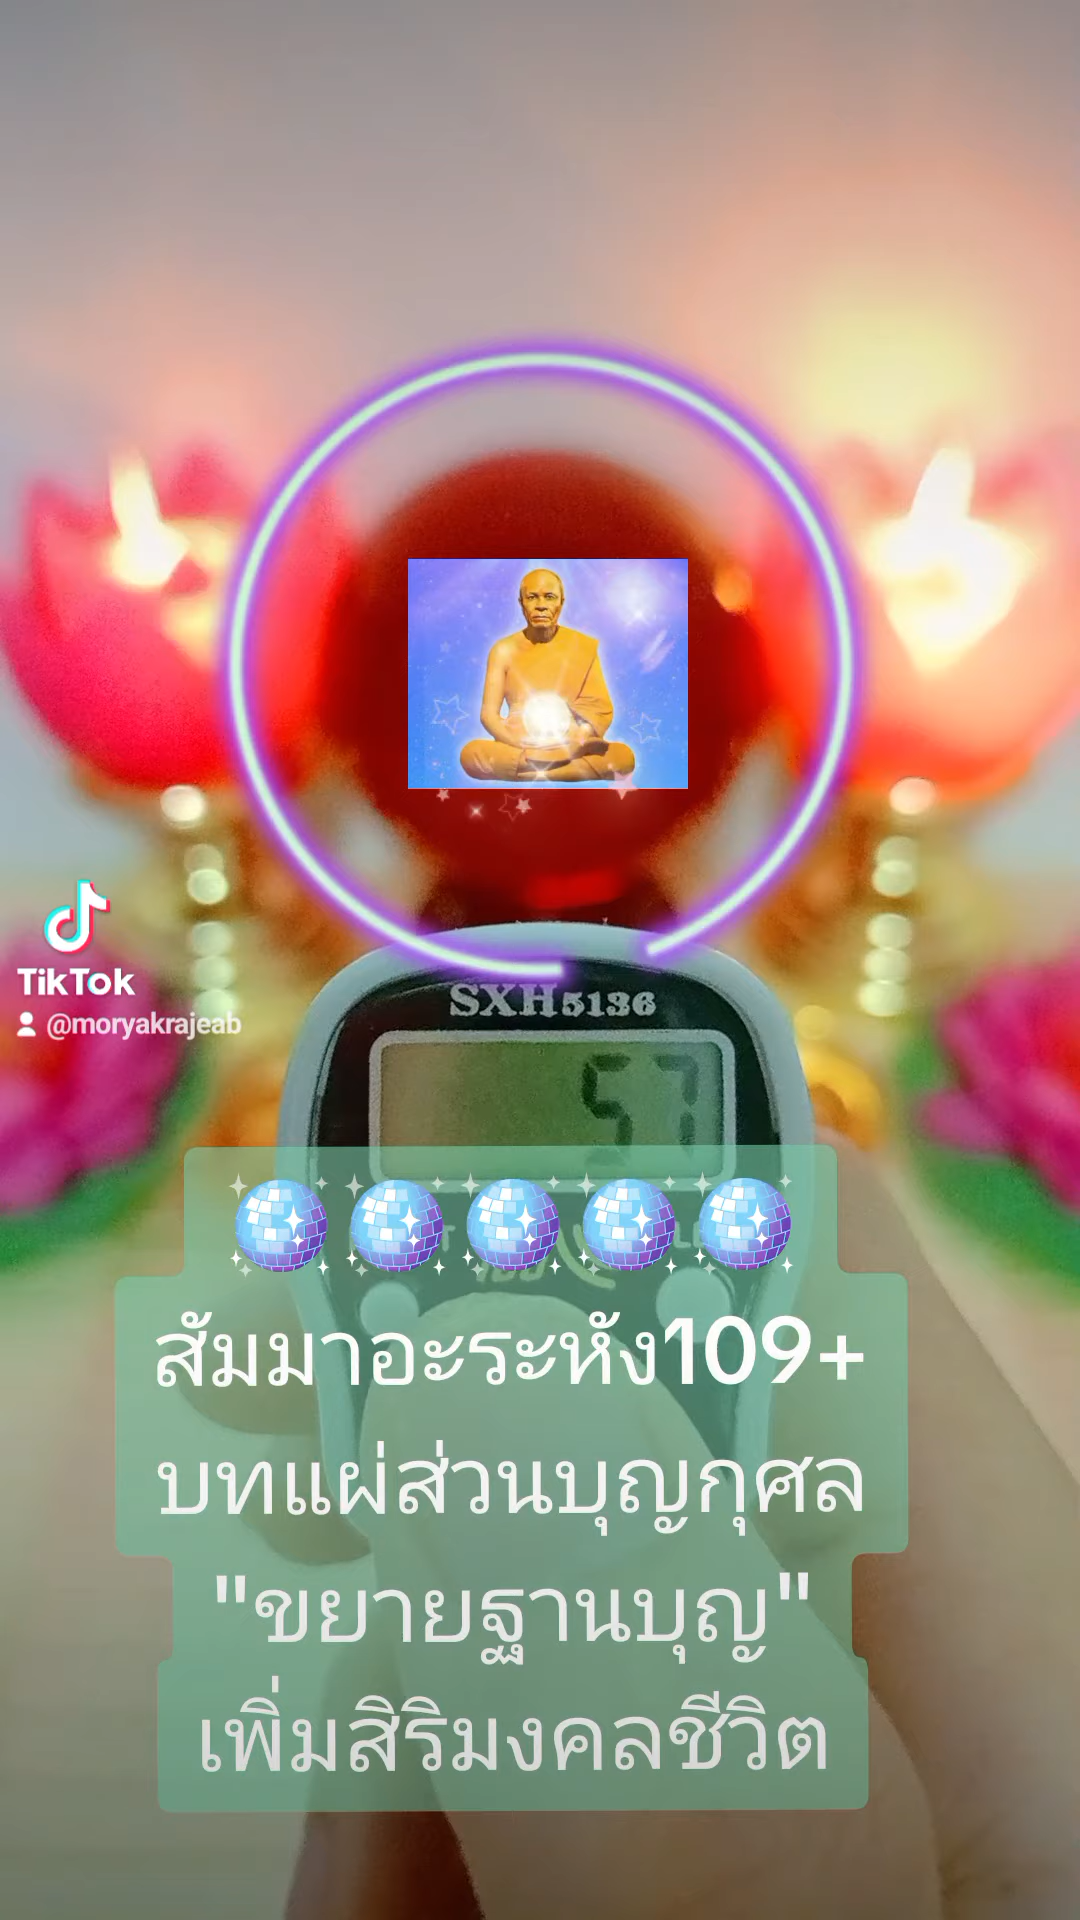 TikTok
@moryakrajeab
SXH5136
57
สัมมาอะระหัง109+
บทแผ่ส่วนบุญกุศล
"ขยายฐานบุญ"
เพิ่มสิริมงคลชีวิต